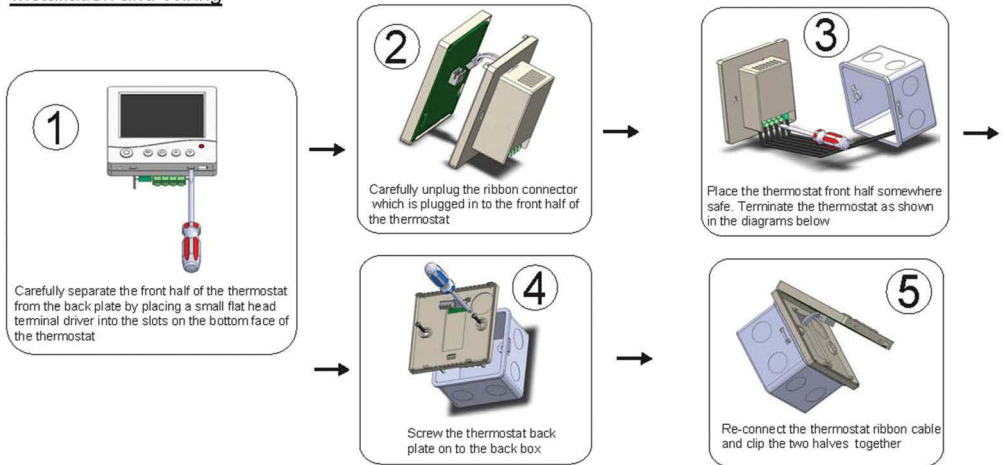 Installation and Wiring
1
Carefully separate the front half of the thermostat
from the back plate by placing a small flat head
terminal driver into the slots on the bottom face of
the thermostat
2
Carefully unplug the ribbon connector
which is plugged in to the front half of
the thermostat
3
Place the thermostat front half somewhere
safe. Terminate the thermostat as shown
in the diagrams below
4
Screw the thermostat back
plate on to the back box
5
Re-connect the thermostat ribbon cable
and clip the two halves together